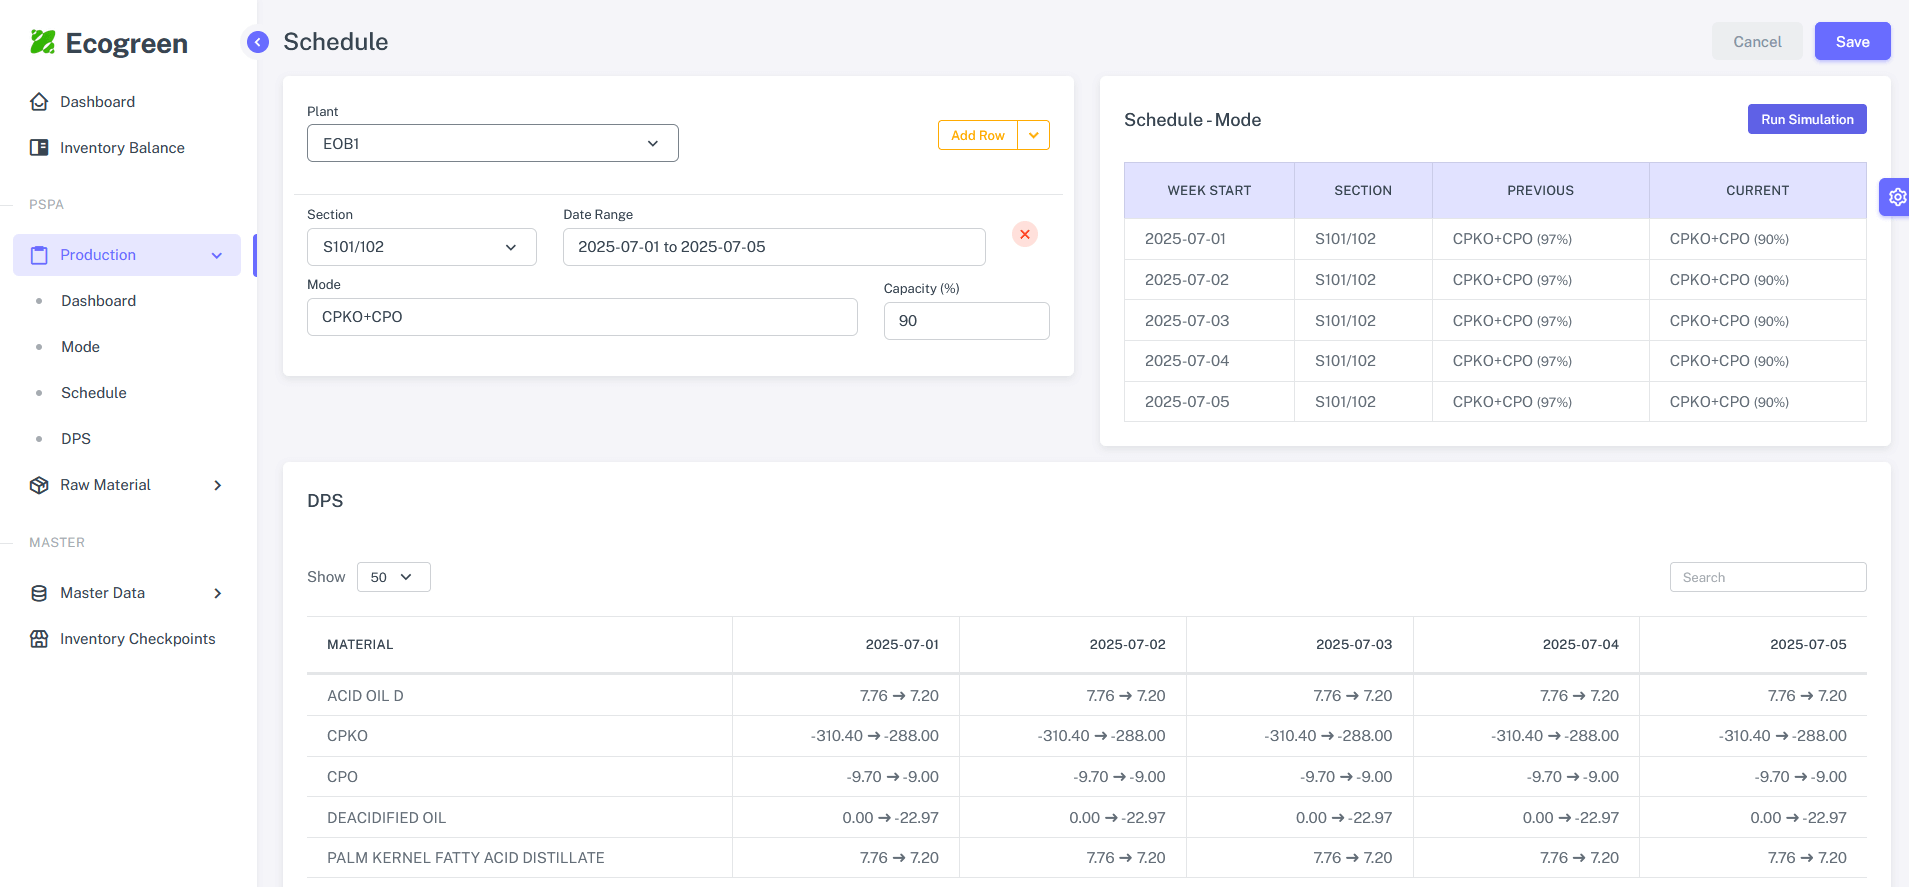 Ecogreen
Dashboard
Inventory Balance
PSPA
Production
Dashboard
Mode
Schedule
DPS
Raw Material
MASTER
Master Data
Inventory Checkpoints
Schedule
Cancel
Save
Plant
EOB1
Add Row
Section
Date Range
S101/102
2025-07-01 to 2025-07-05
Mode
Capacity (%)
CPKO+CPO
90
Schedule - Mode
Run Simulation
WEEK START SECTION PREVIOUS CURRENT
2025-07-01 S101/102 CPKO+CPO (97%) CPKO+CPO (90%)
2025-07-02 S101/102 CPKO+CPO (97%) CPKO+CPO (90%)
2025-07-03 S101/102 CPKO+CPO (97%) CPKO+CPO (90%)
2025-07-04 S101/102 CPKO+CPO (97%) CPKO+CPO (90%)
2025-07-05 S101/102 CPKO+CPO (97%) CPKO+CPO (90%)
DPS
Show 50
Search
MATERIAL 2025-07-01 2025-07-02 2025-07-03 2025-07-04 2025-07-05
ACID OIL D 7.76 → 7.20 7.76 → 7.20 7.76 → 7.20 7.76 → 7.20 7.76 → 7.20
CPKO -310.40 → -288.00 -310.40 → -288.00 -310.40 → -288.00 -310.40 → -288.00 -310.40 → -288.00
CPO -9.70 → -9.00 -9.70 → -9.00 -9.70 → -9.00 -9.70 → -9.00 -9.70 → -9.00
DEACIDIFIED OIL 0.00 → -22.97 0.00 → -22.97 0.00 → -22.97 0.00 → -22.97 0.00 → -22.97
PALM KERNEL FATTY ACID DISTILLATE 7.76 → 7.20 7.76 → 7.20 7.76 → 7.20 7.76 → 7.20 7.76 → 7.20